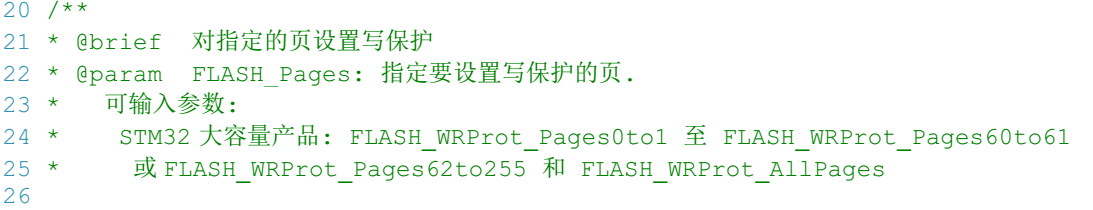 20 /**
21 * @brief 对指定的页设置写保护
22 * @param FLASH_Pages: 指定要设置写保护的页.
23 * 可输入参数:
24 * STM32 大容量产品: FLASH_WRProt_Pages0to1 至 FLASH_WRProt_Pages60to61
25 * 或 FLASH_WRProt_Pages62to255 和 FLASH_WRProt_AllPages
26